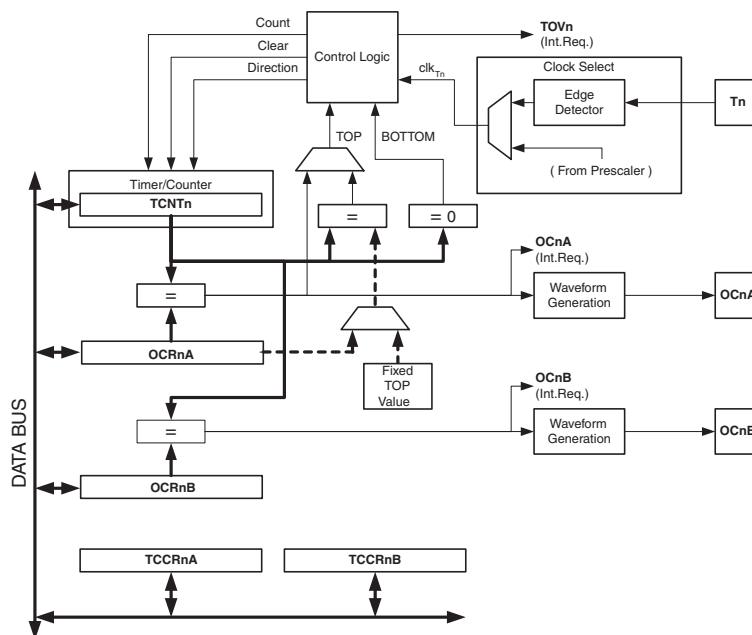 Count
Clear
Direction
Control Logic
TOVn
(Int.Req.)
clkTn
Clock Select
Edge
Detector
Tn
( From Prescaler )
TOP
BOTTOM
Timer/Counter
TCNTn
=
= 0
OCnA
(Int.Req.)
=
Waveform
Generation
OCnA
OCRnA
Fixed
TOP
Value
OCnB
(Int.Req.)
=
Waveform
Generation
OCnB
OCRnB
DATA BUS
TCCRnA
TCCRnB